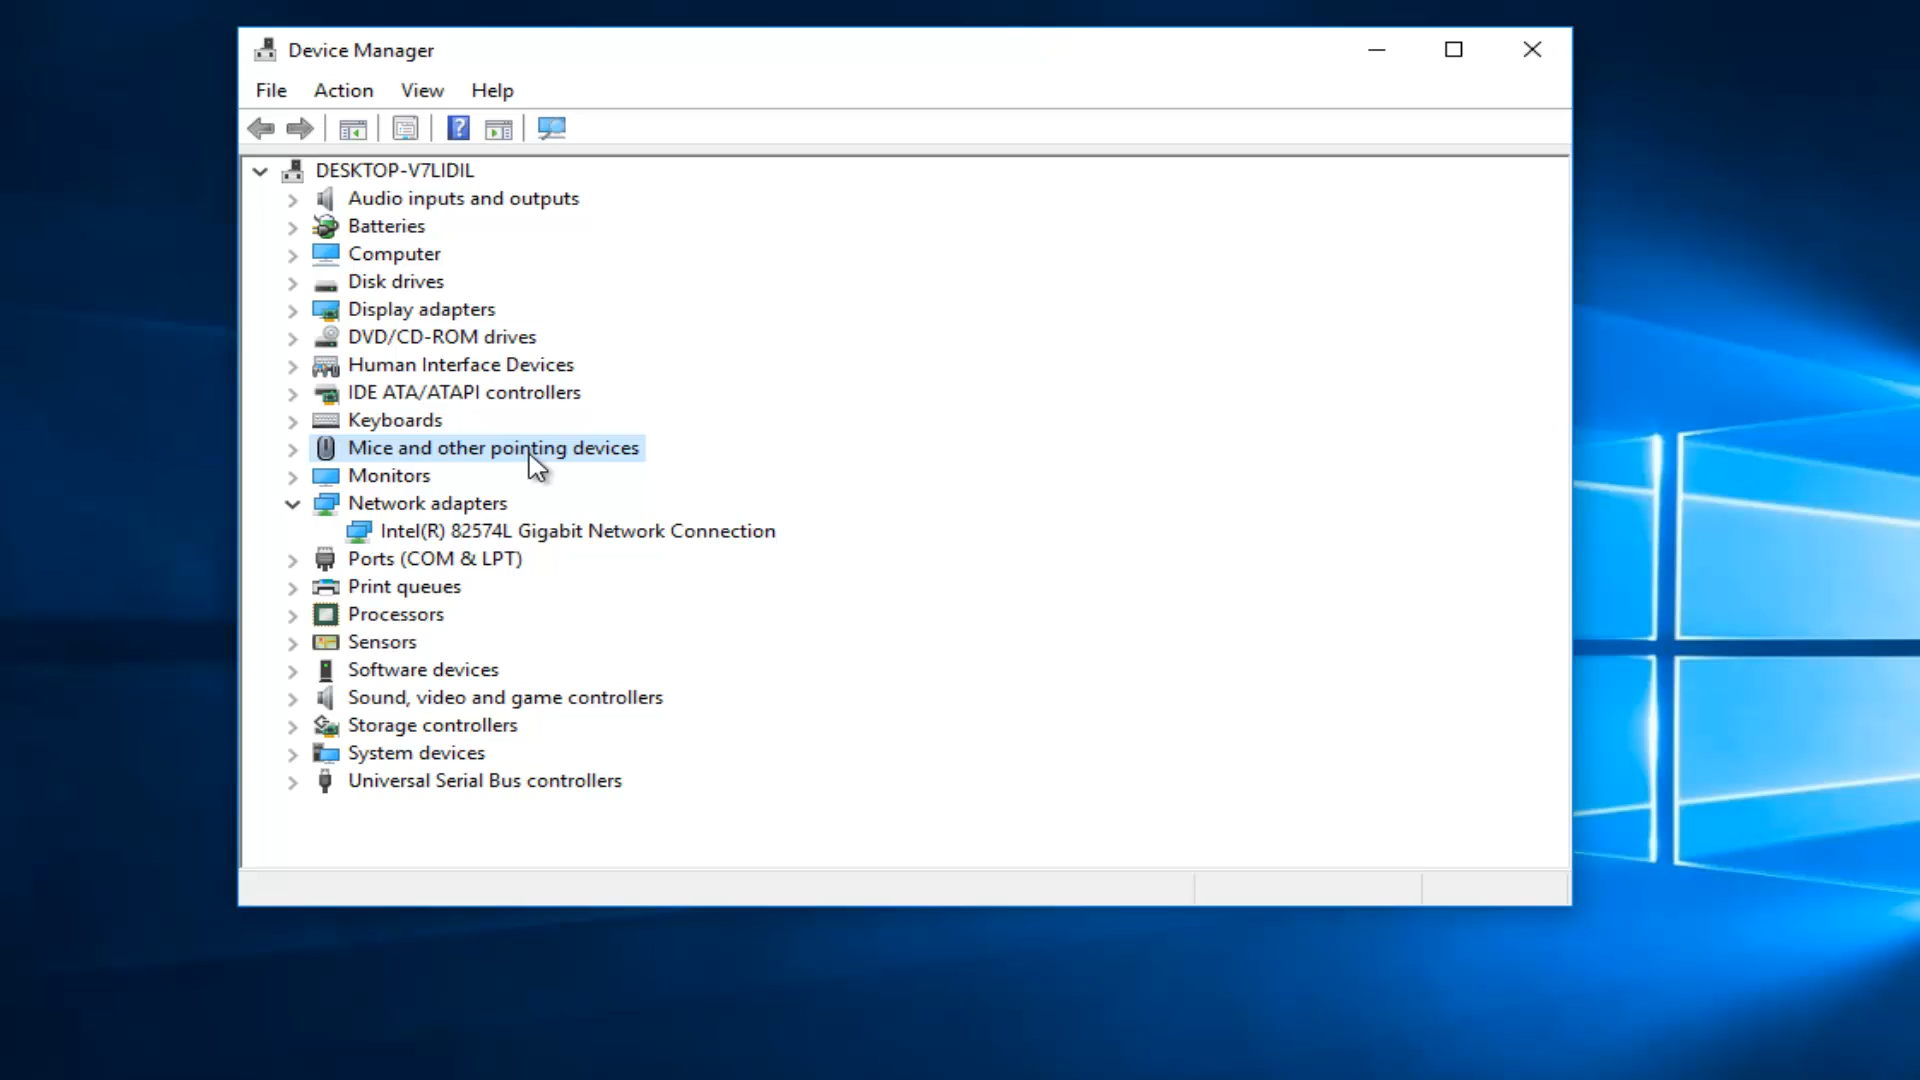 Device Manager
File Action View Help
?
DESKTOP-V7LIDIL
Audio inputs and outputs
Batteries
Computer
Disk drives
Display adapters
DVD/CD-ROM drives
Human Interface Devices
IDE ATA/ATAPI controllers
Keyboards
Mice and other pointing devices
Monitors
Network adapters
Intel(R) 82574L Gigabit Network Connection
Ports (COM & LPT)
Print queues
Processors
Sensors
Software devices
Sound, video and game controllers
Storage controllers
System devices
Universal Serial Bus controllers